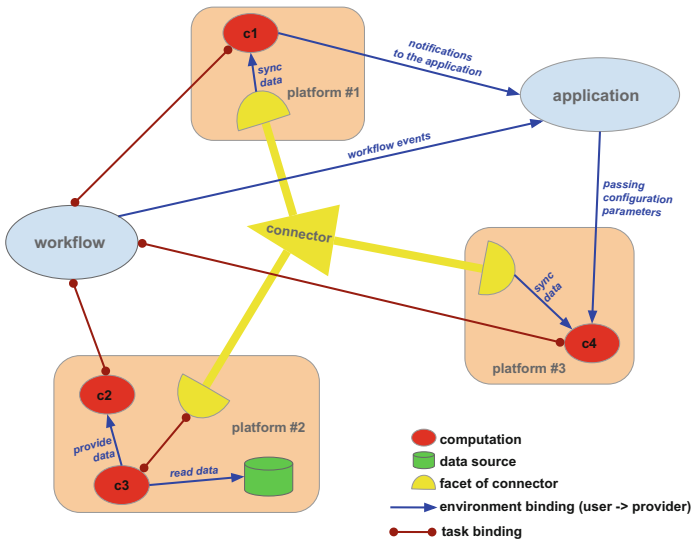 c1
notifications
to the application
sync
data
platform #1
application
workflow events
passing
configuration
parameters
workflow
connector
sync
data
c4
platform #3
c2
platform #2
provide
data
c3
read data
computation
data source
facet of connector
environment binding (user -> provider)
task binding